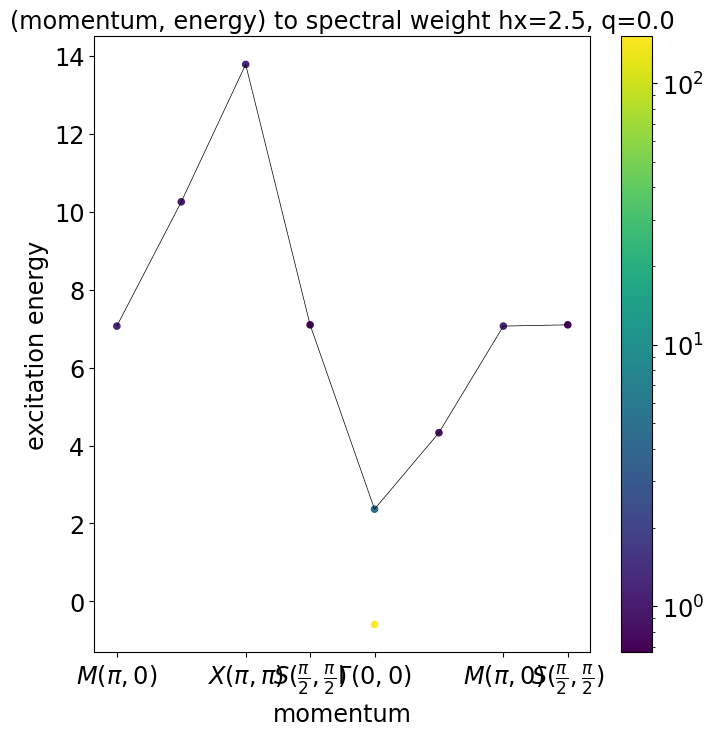 (momentum, energy) to spectral weight hx=2.5, q=0.0
14
12
10
8
6
4
2
0
excitation energy
10²
10¹
10⁰
M(π, 0)
X(π, π)
S(π/2, π/2)
Γ(0, 0)
M(π, 0)
S(π/2, π/2)
momentum